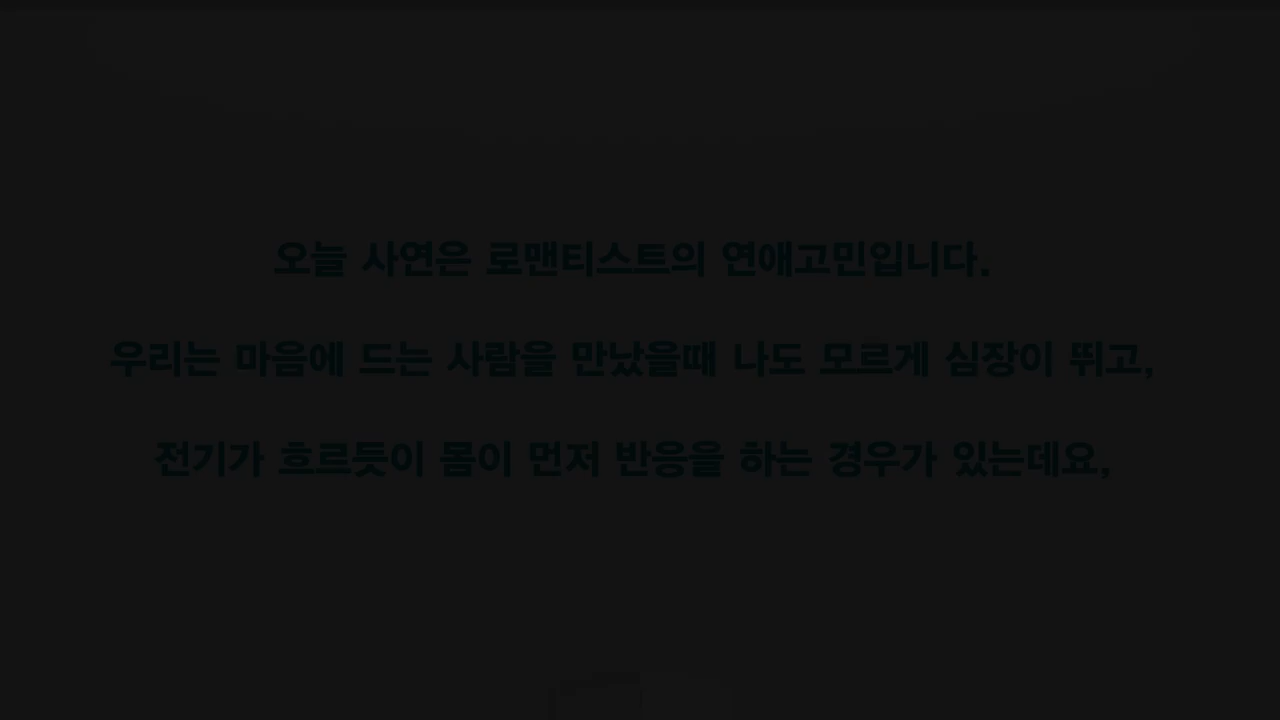 오늘 사연은 로맨티스트의 연애고민입니다.
우리는 마음에 드는 사람을 만났을때 나도 모르게 심장이 뛰고,
전기가 흐르듯이 몸이 먼저 반응을 하는 경우가 있는데요,